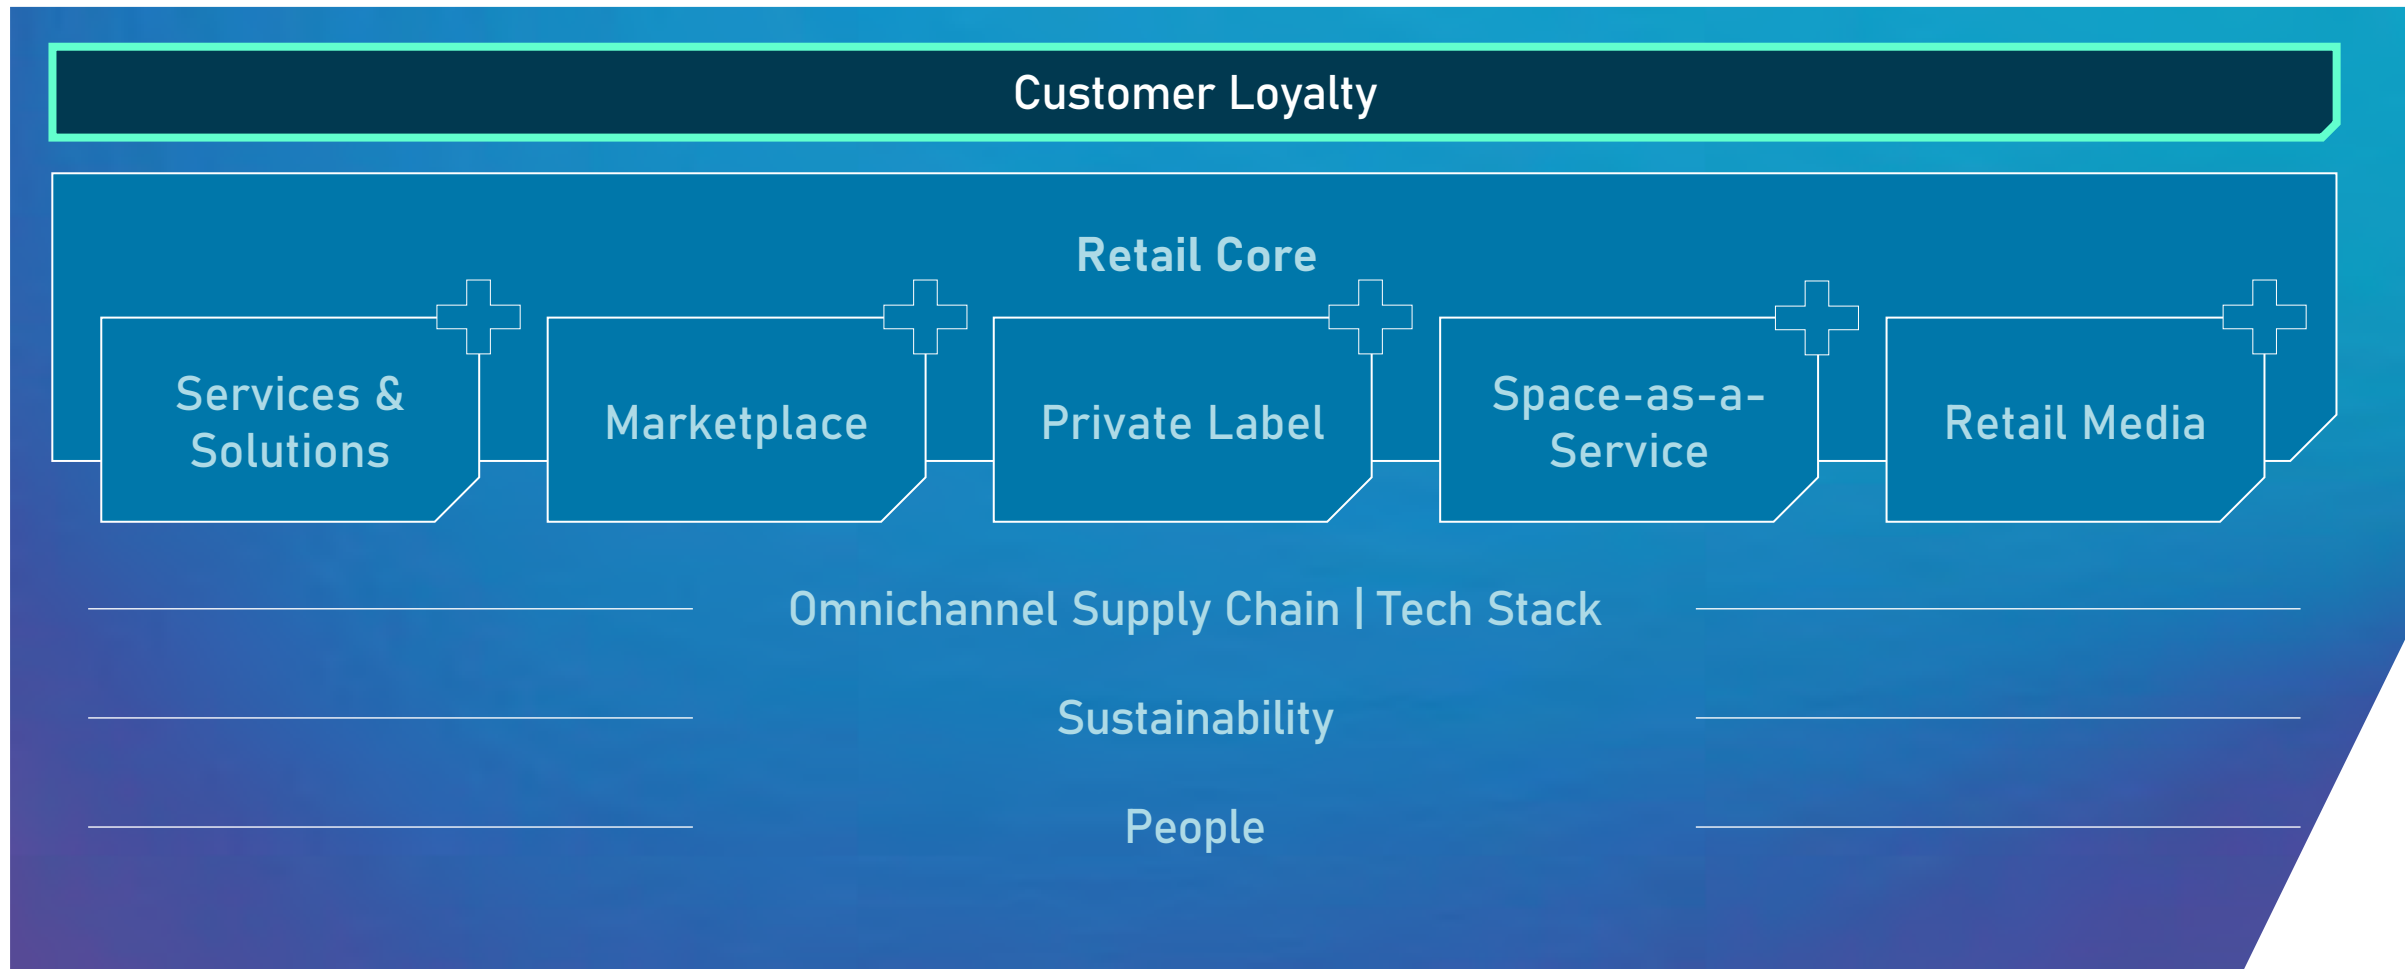 Customer Loyalty
Retail Core
Services &
Solutions
Marketplace
Private Label
Space-as-a-
Service
Retail Media
Omnichannel Supply Chain | Tech Stack
Sustainability
People